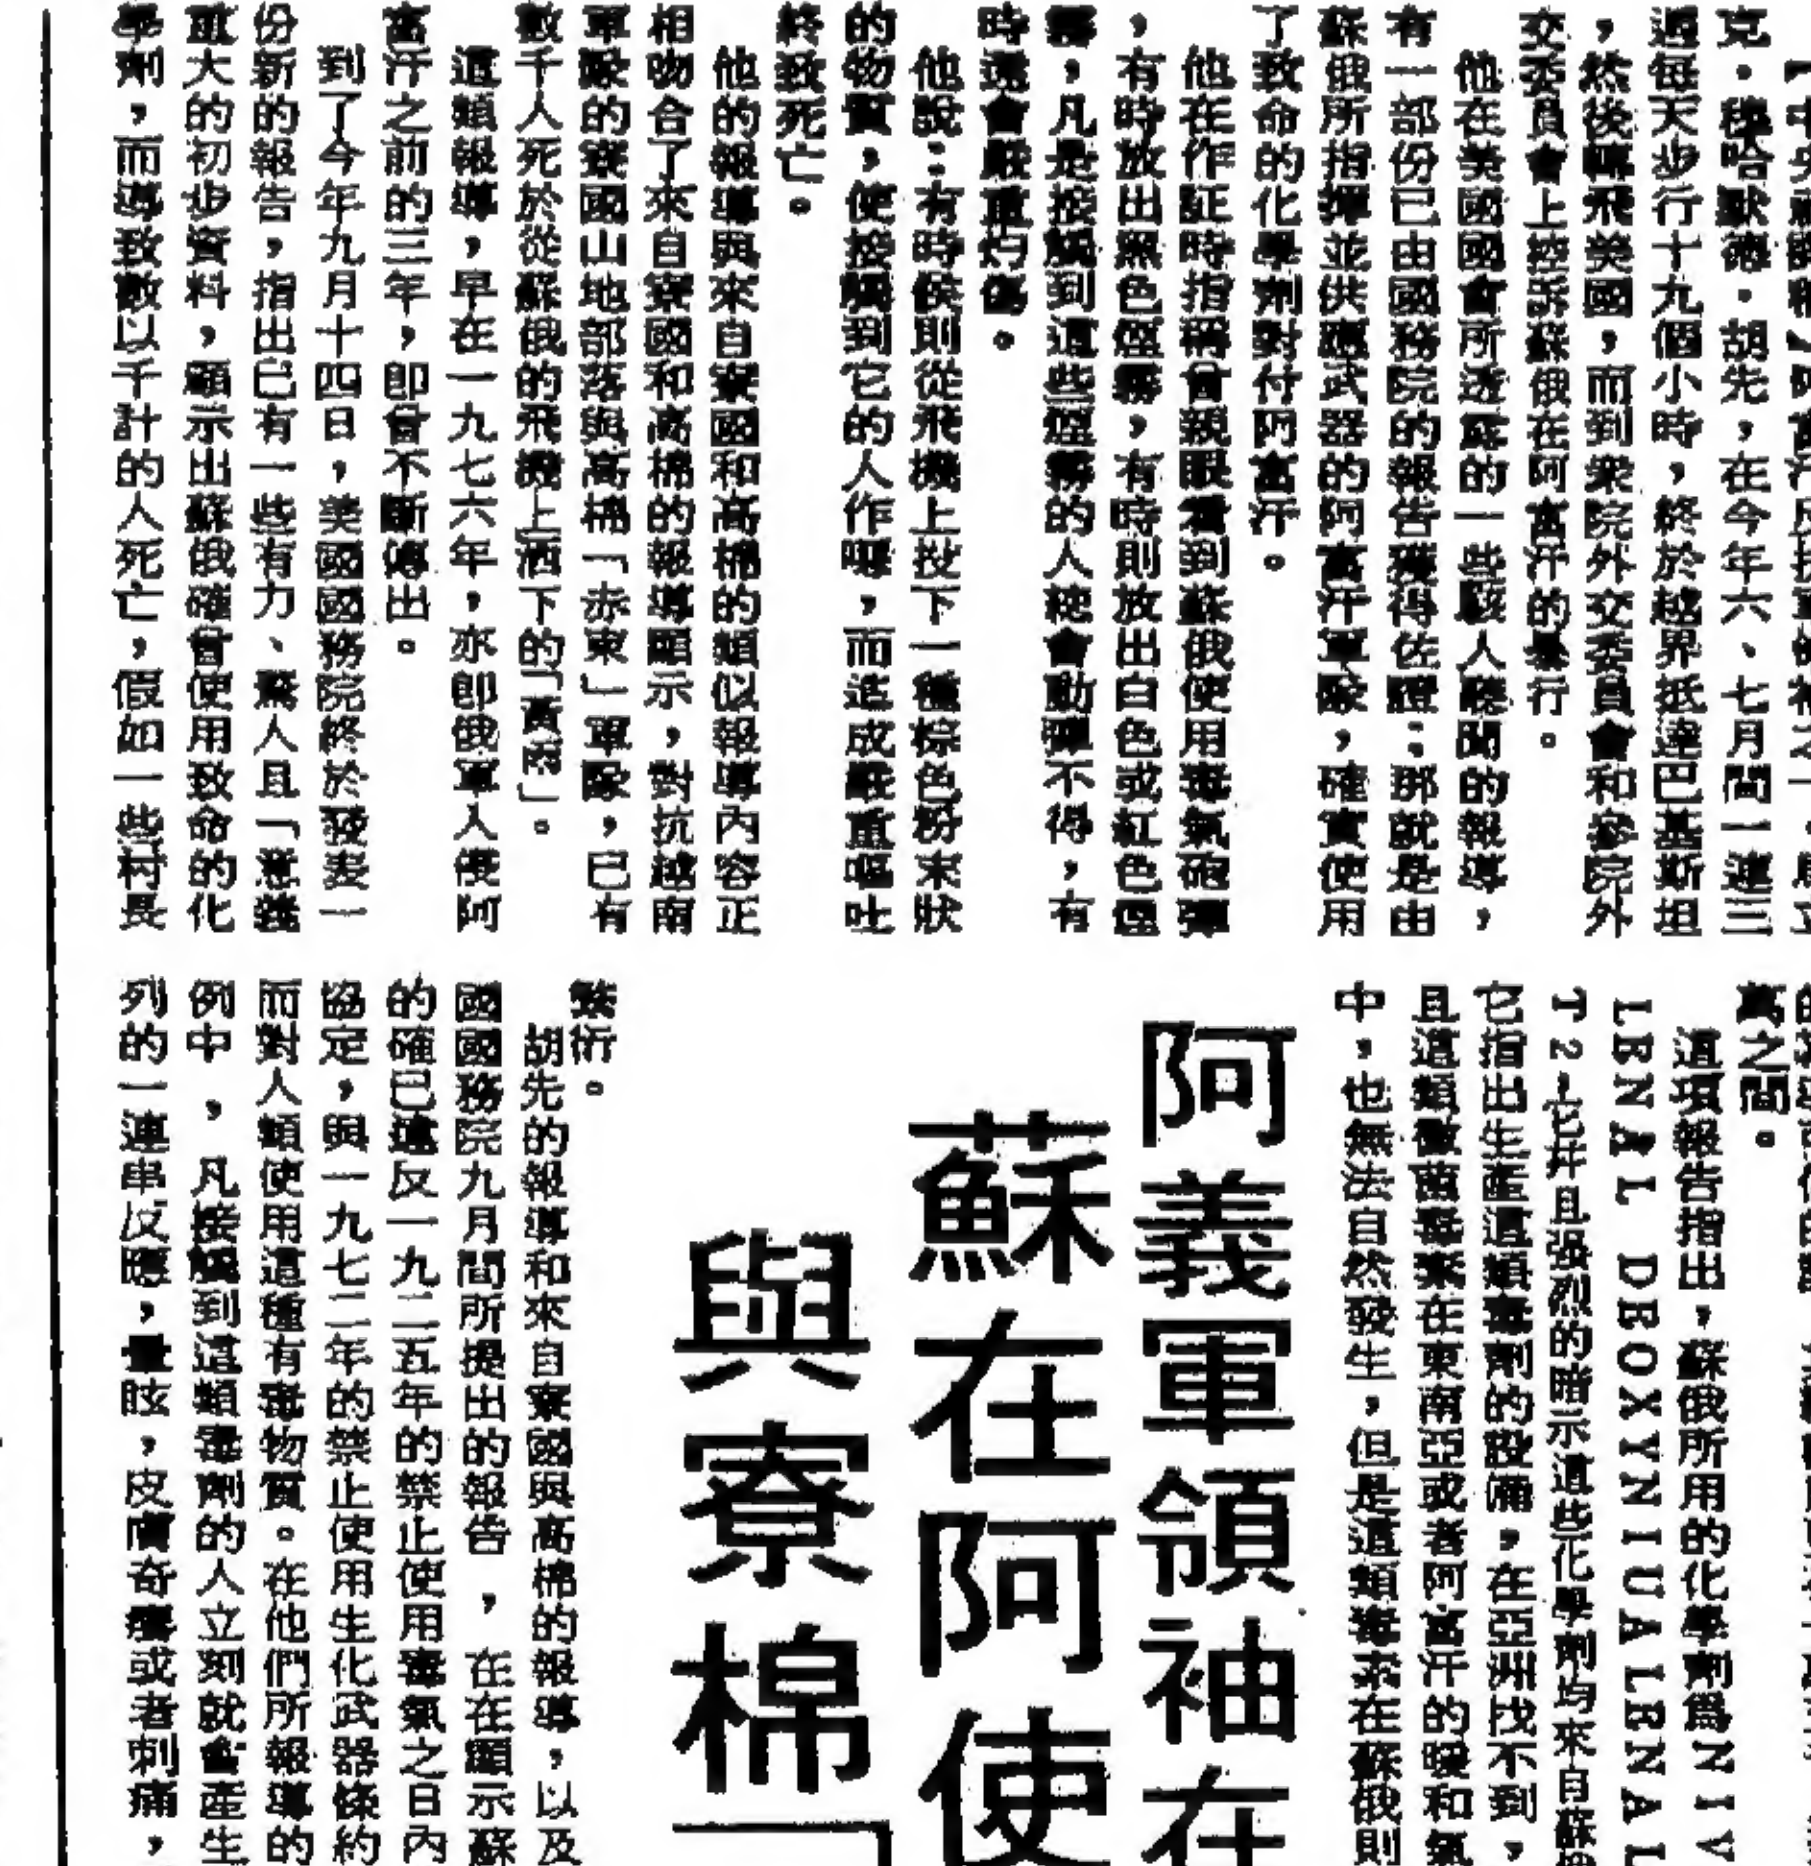 克‧穆哈默德‧胡先，在今年六、七月間一連三
週每天步行十九個小時，終於越界抵達巴基斯坦
，然後轉飛美國，而到衆院外交委員會和參院外
交委員會上控訴蘇俄在阿富汗的暴行。
他在美國國會所透露的一些駭人聽聞的報導，
有一部份已由國務院的報告獲得佐證：那就是由
蘇俄所指揮並供應武器的阿富汗軍隊，確實使用
了致命的化學劑對付阿富汗。
他在作証時指稱曾親眼看到蘇俄使用毒氣砲彈
，有時放出黑色煙霧，有時則放出白色或紅色煙
霧，凡是接觸到這些煙霧的人總會動彈不得，有
時還會嚴重灼傷。
他說：有時候則從飛機上投下一種棕色粉末狀
的物質，使接觸到它的人作嘔，而造成嚴重嘔吐
終致死亡。
他的報導與來自寮國和高棉的類似報導內容正
相吻合了來自寮國和高棉的報導顯示，對抗越南
軍隊的寮國山地部落與高棉「赤柬」軍隊，已有
數千人死於從蘇俄的飛機上洒下的「黃雨」。
這類報導，早在一九七六年，亦即俄軍入侵阿
富汗之前的三年，即曾不斷傳出。
到了今年九月十四日，美國國務院終於發表一
份新的報告，指出已有一些有力、驚人且「意義
重大的初步資料，顯示出蘇俄確曾使用致命的化
學劑，而導致數以千計的人死亡，假如一些村長
萬之間。
這項報告指出，蘇俄所用的化學劑爲NIV
LENAL DEOXYNIUALENAL
T2，它并且强烈的暗示這些化學劑均來自蘇
它指出生產這類毒劑的設備，在亞洲找不到，
且這類黴菌毒素在東南亞或者阿富汗的暖和氣
中，也無法自然發生，但是這類毒素在蘇俄則
阿義軍領袖在
蘇在阿使
與寮棉「
繁衍。
胡先的報導和來自寮國與高棉的報導，以及
國國務院九月間所提出的報告，在在顯示蘇
的確已違反一九二五年的禁止使用毒氣之日內
協定，與一九七二年的禁止使用生化武器條約
而對人類使用這種有毒物質。在他們所報導的
例中，凡接觸到這類毒劑的人立刻就會產生
列的一連串反應，暈眩，皮膚奇癢或者刺痛，